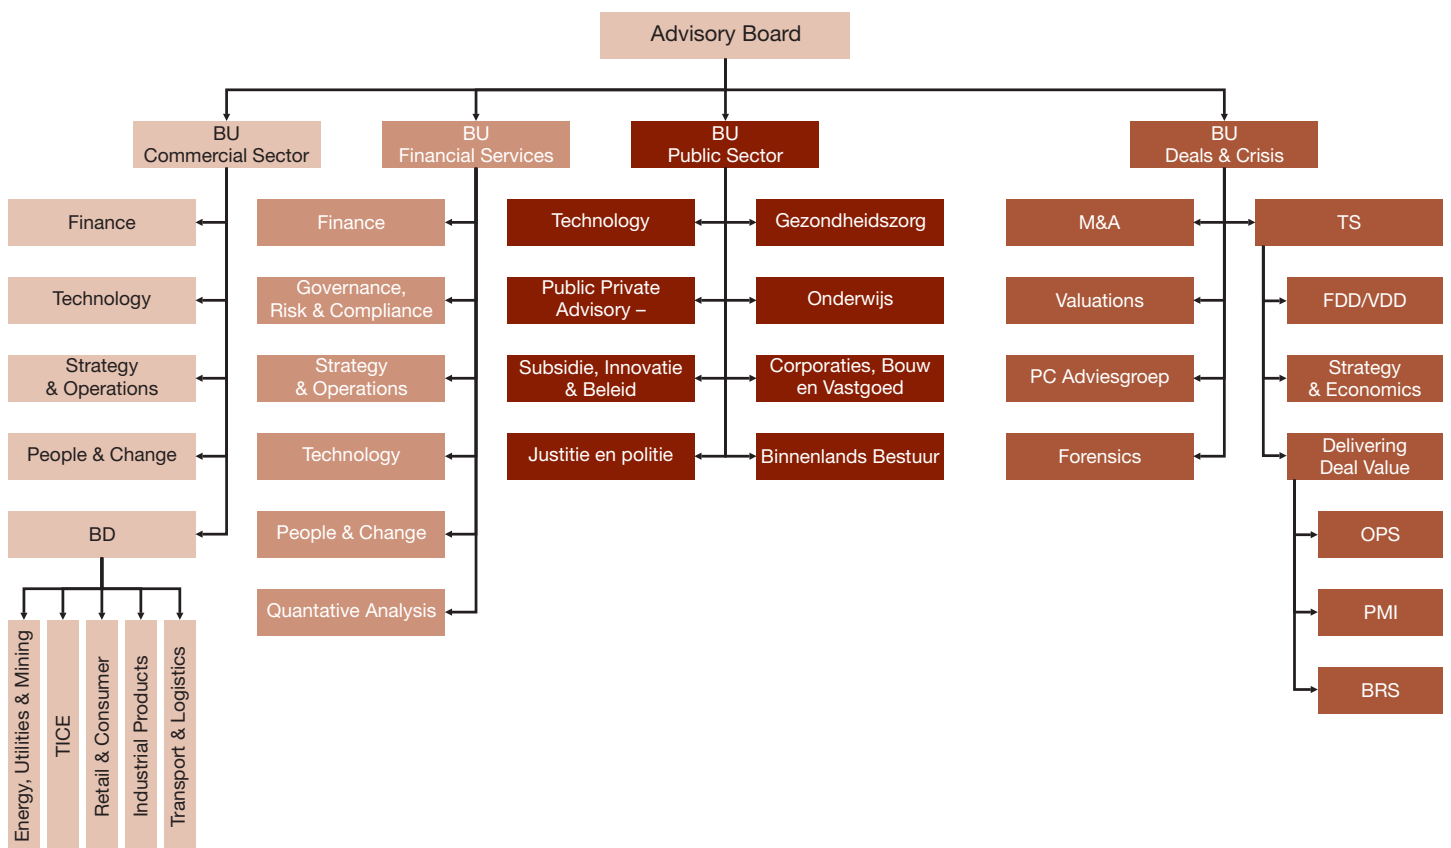 Advisory Board
BU
Commercial Sector
BU
Financial Services
BU
Public Sector
BU
Deals & Crisis
Finance
Technology
Strategy
& Operations
People & Change
BD
Energy, Utilities & Mining
TICE
Retail & Consumer
Industrial Products
Transport & Logistics
Finance
Governance,
Risk & Compliance
Strategy
& Operations
Technology
People & Change
Quantative Analysis
Technology
Public Private
Advisory –
Subsidie, Innovatie
& Beleid
Justitie en politie
Gezondheidszorg
Onderwijs
Corporaties, Bouw
en Vastgoed
Binnenlands Bestuur
M&A
Valuations
PC Adviesgroep
Forensics
TS
FDD/VDD
Strategy
& Economics
Delivering
Deal Value
OPS
PMI
BRS